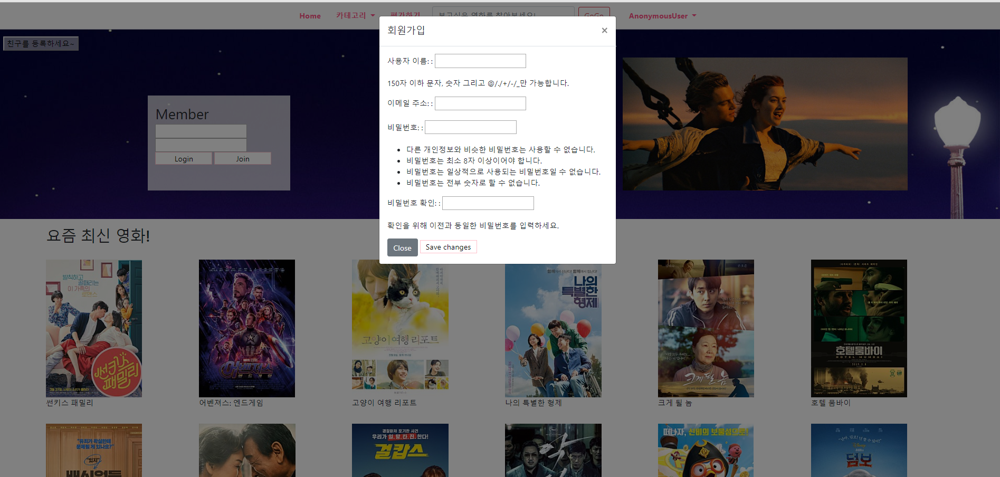 Home
카테고리
평가하기
보고싶은 영화를 찾아보세요!
GoGo
AnonymousUser
친구를 등록하세요~
회원가입
×
사용자 이름: :
150자 이하 문자, 숫자 그리고 @/./+/-/_만 가능합니다.
이메일 주소: :
비밀번호: :
다른 개인정보와 비슷한 비밀번호는 사용할 수 없습니다.
비밀번호는 최소 8자 이상이어야 합니다.
비밀번호는 일상적으로 사용되는 비밀번호일 수 없습니다.
비밀번호는 전부 숫자로 할 수 없습니다.
비밀번호 확인: :
확인을 위해 이전과 동일한 비밀번호를 입력하세요.
Close
Save changes
Member
Login
Join
요즘 최신 영화!
발칙하고
골때리는
이 가족의
로맨스
썬키스
패밀리
썬키스 패밀리
어벤져스
엔드게임
어벤져스: 엔드게임
고양이 여행 리포트
고양이 여행 리포트
나의
특별한
형제
나의 특별한 형제
크게 될 놈
크게 될 놈
호텔 뭄바이
HOTEL MUMBAI
호텔 뭄바이
"유죄가 확실한데
문제될 게 있나요?"
"있지"
배심원들
경찰마저 포기한 사건
우리가 일.망.타.진.한다!
걸캅스
떠나자, 선비의 보물섬으로!
Disney
덤보